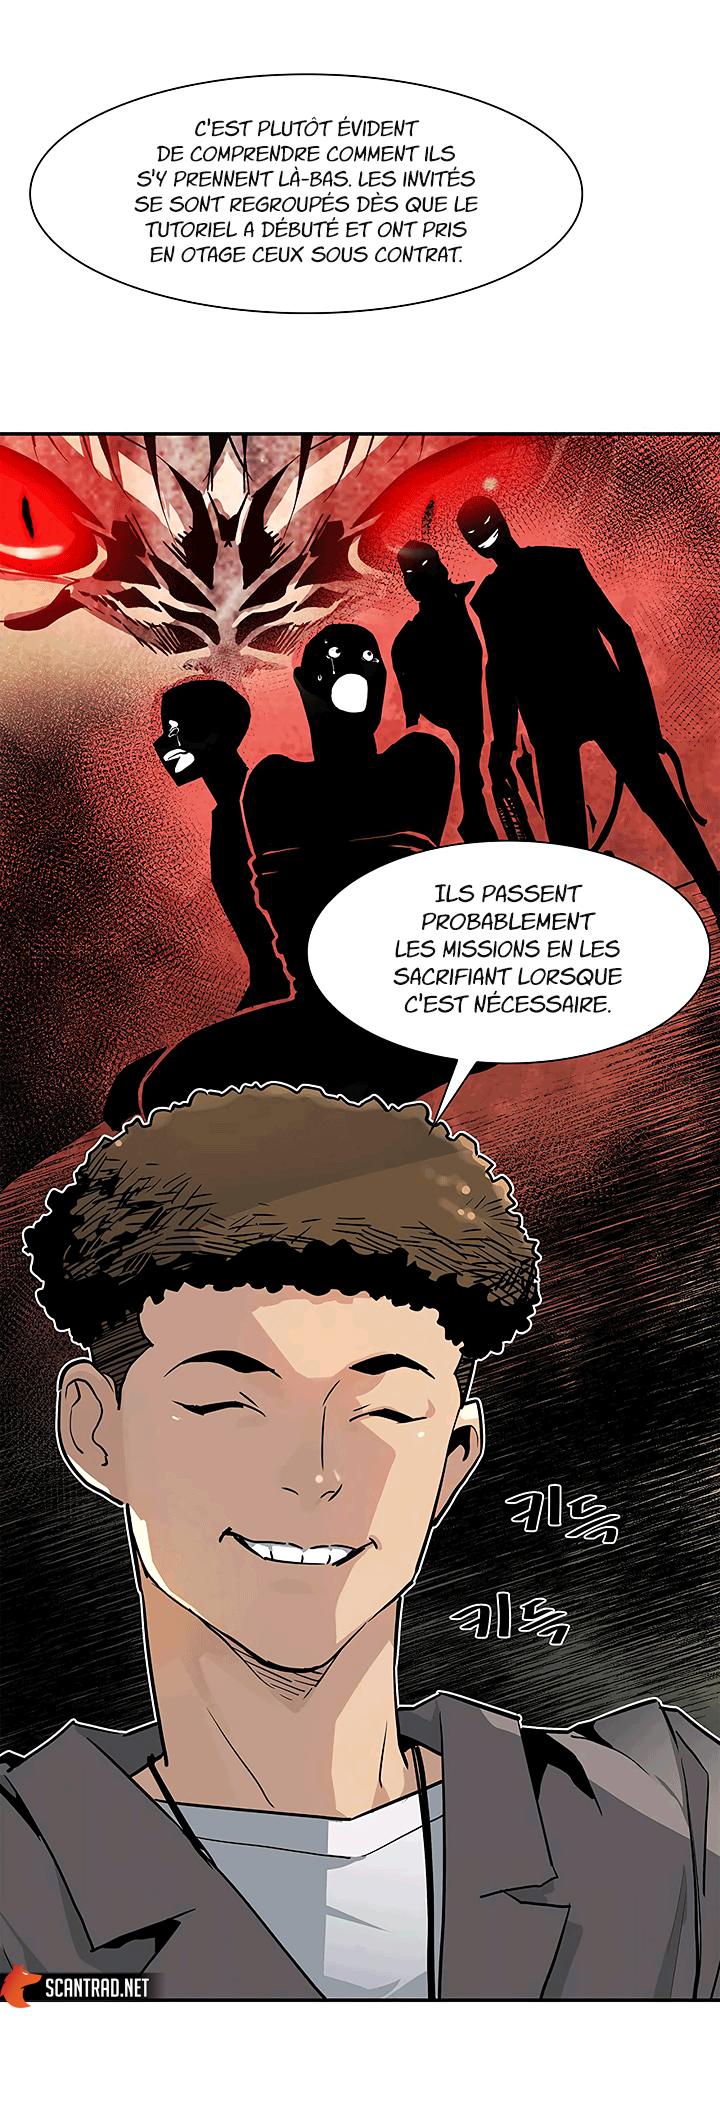 C'EST PLUTÔT ÉVIDENT
DE COMPRENDRE COMMENT ILS
S'Y PRENNENT LÀ-BAS. LES INVITÉS
SE SONT REGROUPÉS DÈS QUE LE
TUTORIEL A DÉBUTÉ ET ONT PRIS
EN OTAGE CEUX SOUS CONTRAT.
ILS PASSENT
PROBABLEMENT
LES MISSIONS EN LES
SACRIFIANT LORSQUE
C'EST NÉCESSAIRE.
키득
키득
SCANTRAD.NET